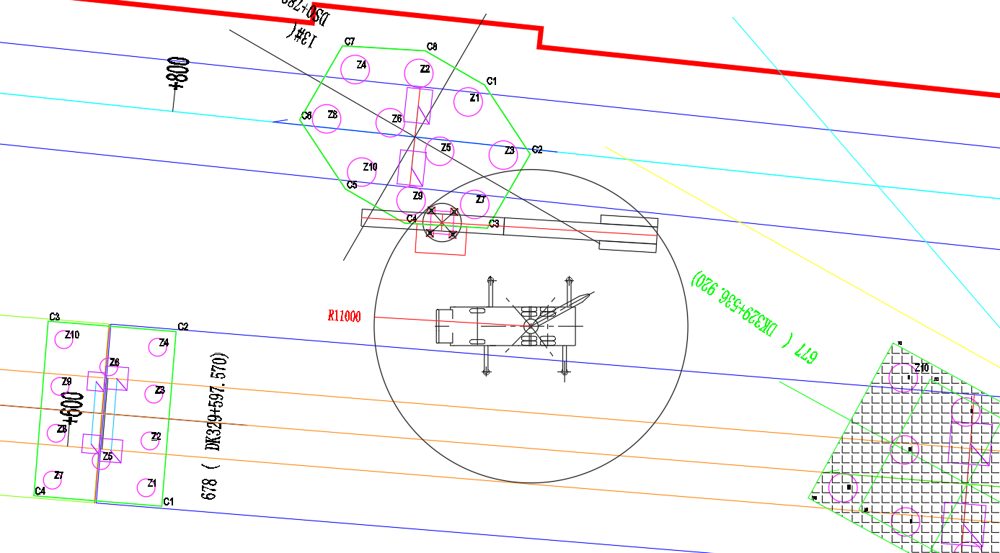 DS0+78
13#(
C7
C8
Z4
Z2
C1
+800
Z1
C6
Z8
Z6
Z5
Z3
C2
Z10
C5
Z9
Z7
C4
C3
R11000
677 ( DK329+536.920)
C3
C2
Z10
Z4
Z6
Z9
Z3
+600
Z8
Z2
Z5
Z7
Z1
C4
C1
678 ( DK329+597.570)
Z10